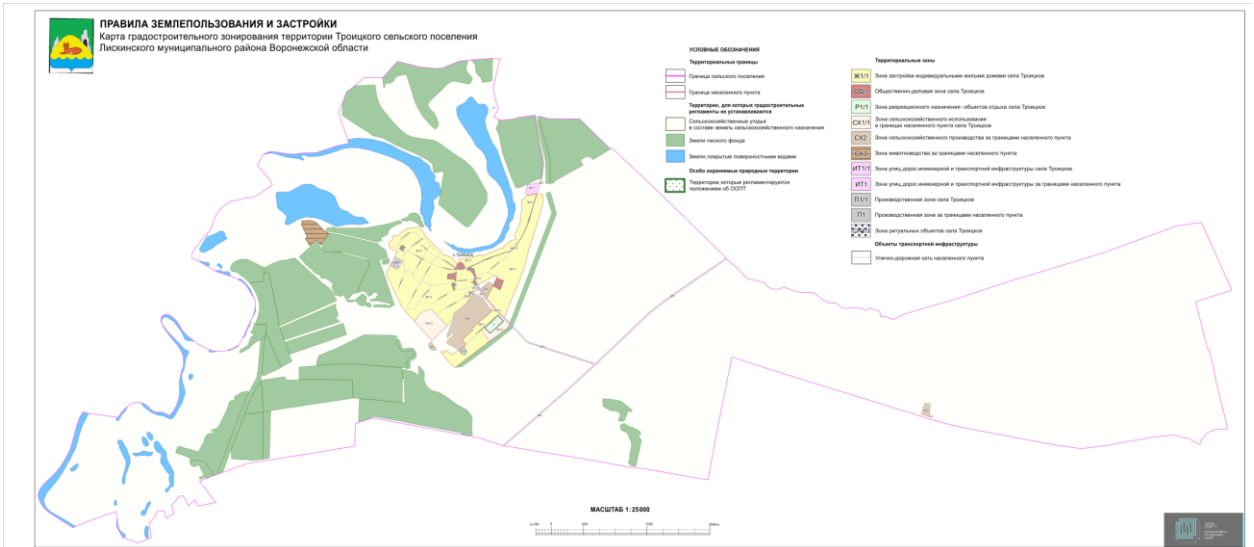 ПРАВИЛА ЗЕМЛЕПОЛЬЗОВАНИЯ И ЗАСТРОЙКИ
Карта градостроительного зонирования территории Троицкого сельского поселения
Лискинского муниципального района Воронежской области
УСЛОВНЫЕ ОБОЗНАЧЕНИЯ
Территориальные границы
Граница сельского поселения
Граница населенного пункта
Территории, для которых градостроительные
регламенты не устанавливаются
Сельскохозяйственные угодья
в составе земель сельскохозяйственного назначения
Земли лесного фонда
Земли, покрытые поверхностными водами
Особо охраняемые природные территории
Территории, которые регламентируются
положением об ООПТ
Территориальные зоны
Ж1/1 Зона застройки индивидуальными жилыми домами села Троицкое
Общественно-деловая зона села Троицкое
Р1/1 Зона рекреационного назначения -объектов отдыха села Троицкое
СХ1/1 Зона сельскохозяйственного использования
в границах населенного пункта села Троицкое
СХ2 Зона сельскохозяйственного производства за границами населенного пункта
СХ3 Зона животноводства за границами населенного пункта
ИТ1/1 Зона улиц, дорог, инженерной и транспортной инфраструктуры села Троицкое
ИТ1 Зона улиц, дорог, инженерной и транспортной инфраструктуры за границами населенного пункта
П1/1 Производственная зона села Троицкое
П1 Производственная зона за границами населенного пункта
Зона ритуальных объектов села Троицкое
Объекты транспортной инфраструктуры
Улично-дорожная сеть населенного пункта
с.Троицкое
МАСШТАБ 1:25000